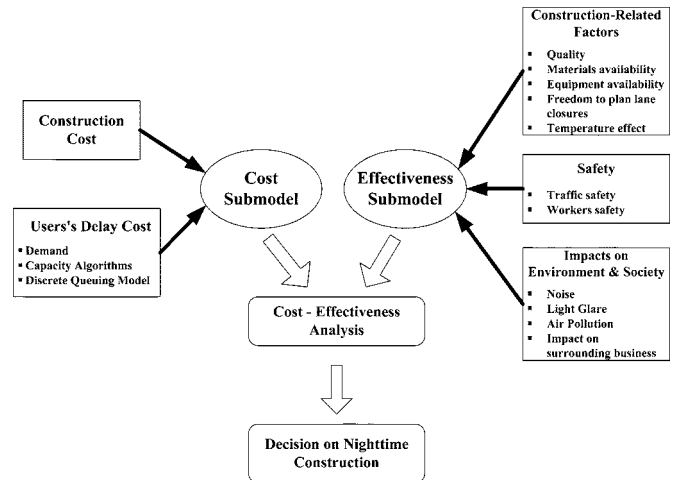 Construction-Related
Factors
▪ Quality
▪ Materials availability
▪ Equipment availability
▪ Freedom to plan lane
closures
▪ Temperature effect
Construction
Cost
Cost
Submodel
Effectiveness
Submodel
Safety
▪ Traffic safety
▪ Workers safety
Users's Delay Cost
▪ Demand
▪ Capacity Algorithms
▪ Discrete Queuing Model
Impacts on
Environment & Society
▪ Noise
▪ Light Glare
▪ Air Pollution
▪ Impact on
surrounding business
Cost - Effectiveness
Analysis
Decision on Nighttime
Construction